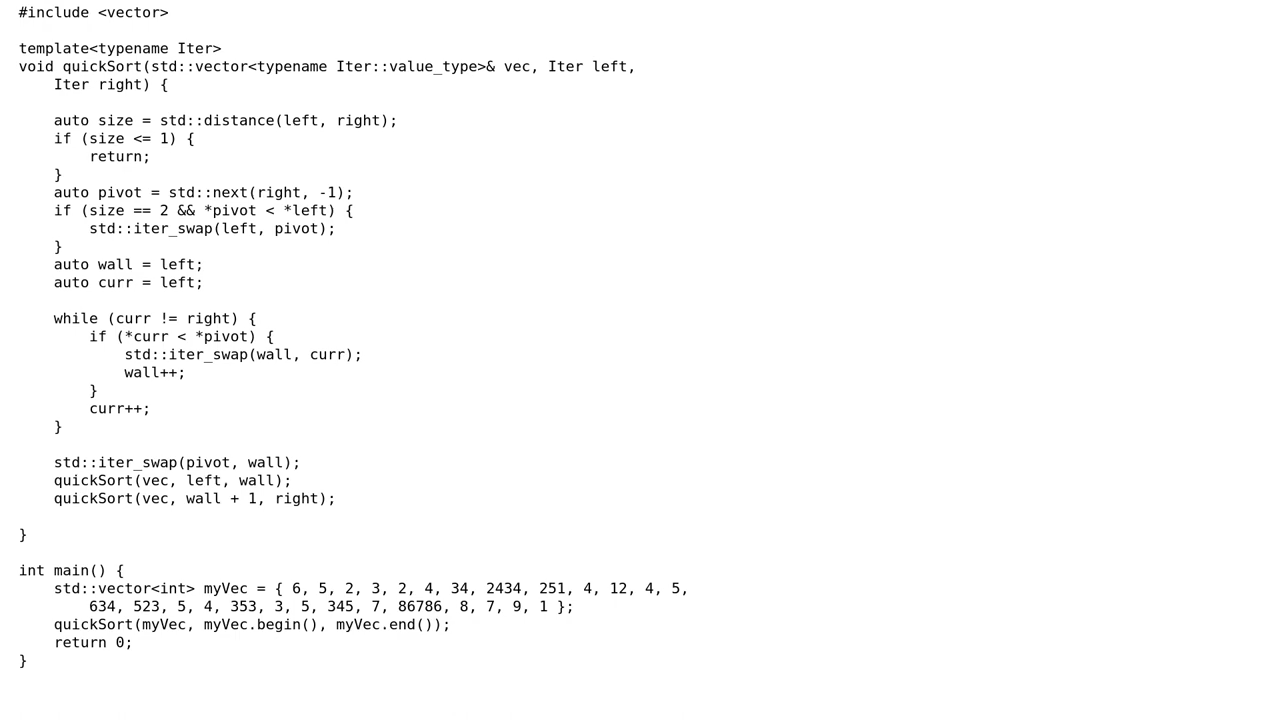 #include <vector>

template<typename Iter>
void quickSort(std::vector<typename Iter::value_type>& vec, Iter left,
    Iter right) {

    auto size = std::distance(left, right);
    if (size <= 1) {
        return;
    }
    auto pivot = std::next(right, -1);
    if (size == 2 && *pivot < *left) {
        std::iter_swap(left, pivot);
    }
    auto wall = left;
    auto curr = left;

    while (curr != right) {
        if (*curr < *pivot) {
            std::iter_swap(wall, curr);
            wall++;
        }
        curr++;
    }

    std::iter_swap(pivot, wall);
    quickSort(vec, left, wall);
    quickSort(vec, wall + 1, right);

}

int main() {
    std::vector<int> myVec = { 6, 5, 2, 3, 2, 4, 34, 2434, 251, 4, 12, 4, 5,
        634, 523, 5, 4, 353, 3, 5, 345, 7, 86786, 8, 7, 9, 1 };
    quickSort(myVec, myVec.begin(), myVec.end());
    return 0;
}